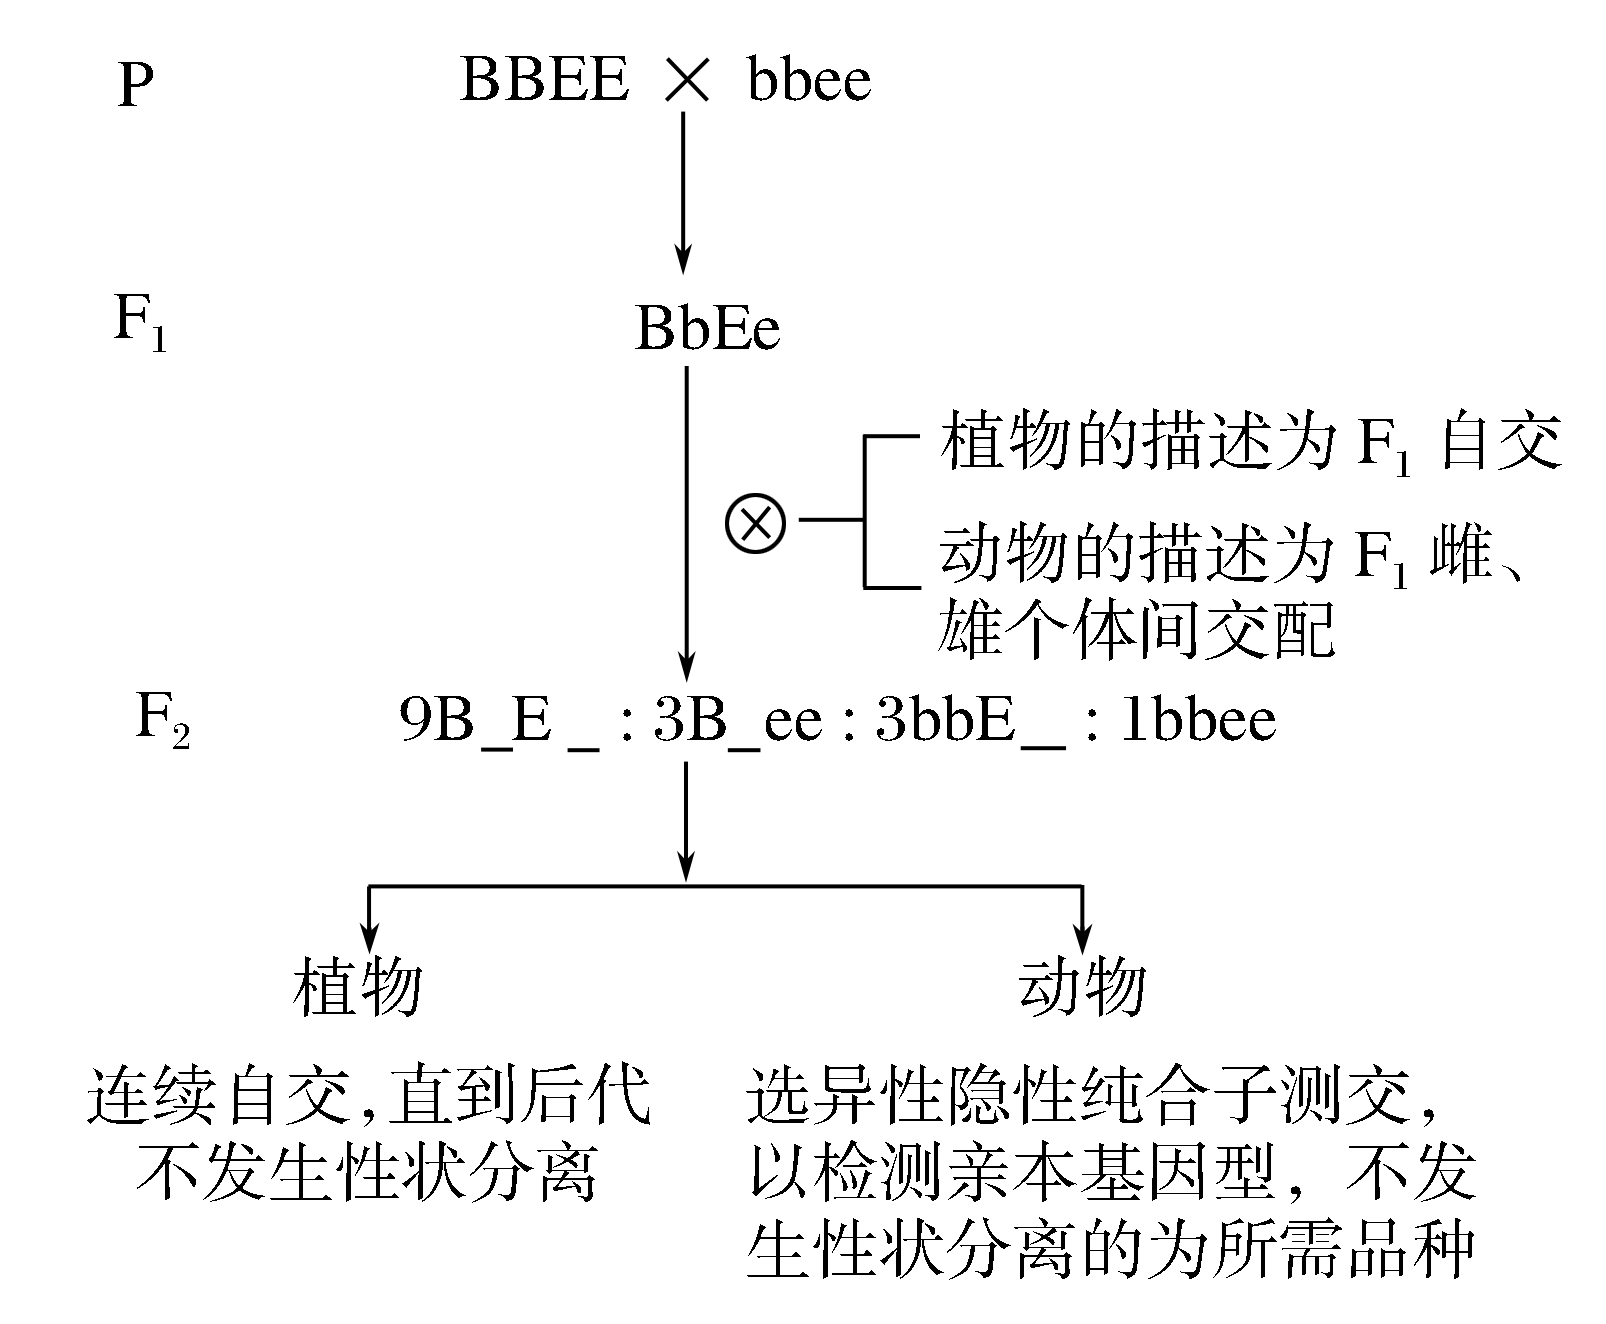 P BBEE × bbee
F₁ BbEe
植物的描述为 F₁ 自交
⊗
动物的描述为 F₁ 雌、
雄个体间交配
F₂ 9B_E_ : 3B_ee : 3bbE_ : 1bbee
植物 动物
连续自交,直到后代 选异性隐性纯合子测交,
不发生性状分离 以检测亲本基因型,不发
生性状分离的为所需品种